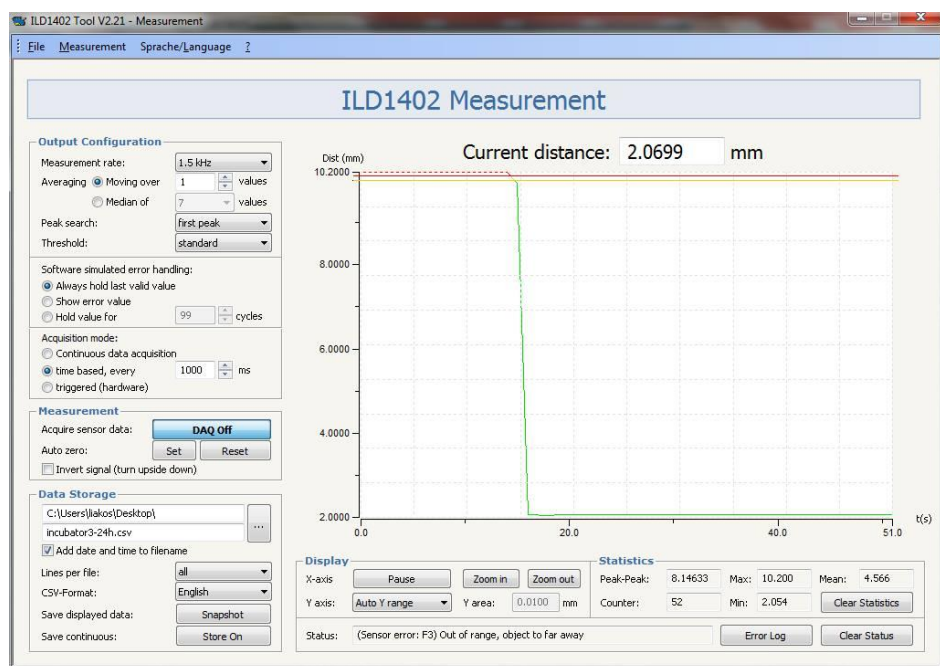 ILD1402 Tool V2.21 - Measurement
File Measurement Sprache/Language ?
ILD1402 Measurement
Output Configuration
Measurement rate: 1.5 kHz
Averaging Moving over 1 values
Median of 7 values
Peak search: first peak
Threshold: standard
Software simulated error handling:
Always hold last valid value
Show error value
Hold value for 99 cycles
Acquisition mode:
Continuous data acquisition
time based, every 1000 ms
triggered (hardware)
Measurement
Acquire sensor data: DAQ Off
Auto zero: Set Reset
Invert signal (turn upside down)
Data Storage
C:\Users\liakos\Desktop\
incubator3-24h.csv
...
Add date and time to filename
Lines per file: all
CSV-Format: English
Save displayed data: Snapshot
Save continuous: Store On
Current distance: 2.0699 mm
Dist (mm)
10.2000
8.0000
6.0000
4.0000
2.0000
0.0 20.0 40.0 51.0
t(s)
Display
X-axis Pause Zoom in Zoom out
Y axis: Auto Y range Y area: 0.0100 mm
Statistics
Peak-Peak: 8.14633 Max: 10.200 Mean: 4.566
Counter: 52 Min: 2.054 Clear Statistics
Status: (Sensor error: F3) Out of range, object to far away Error Log Clear Status